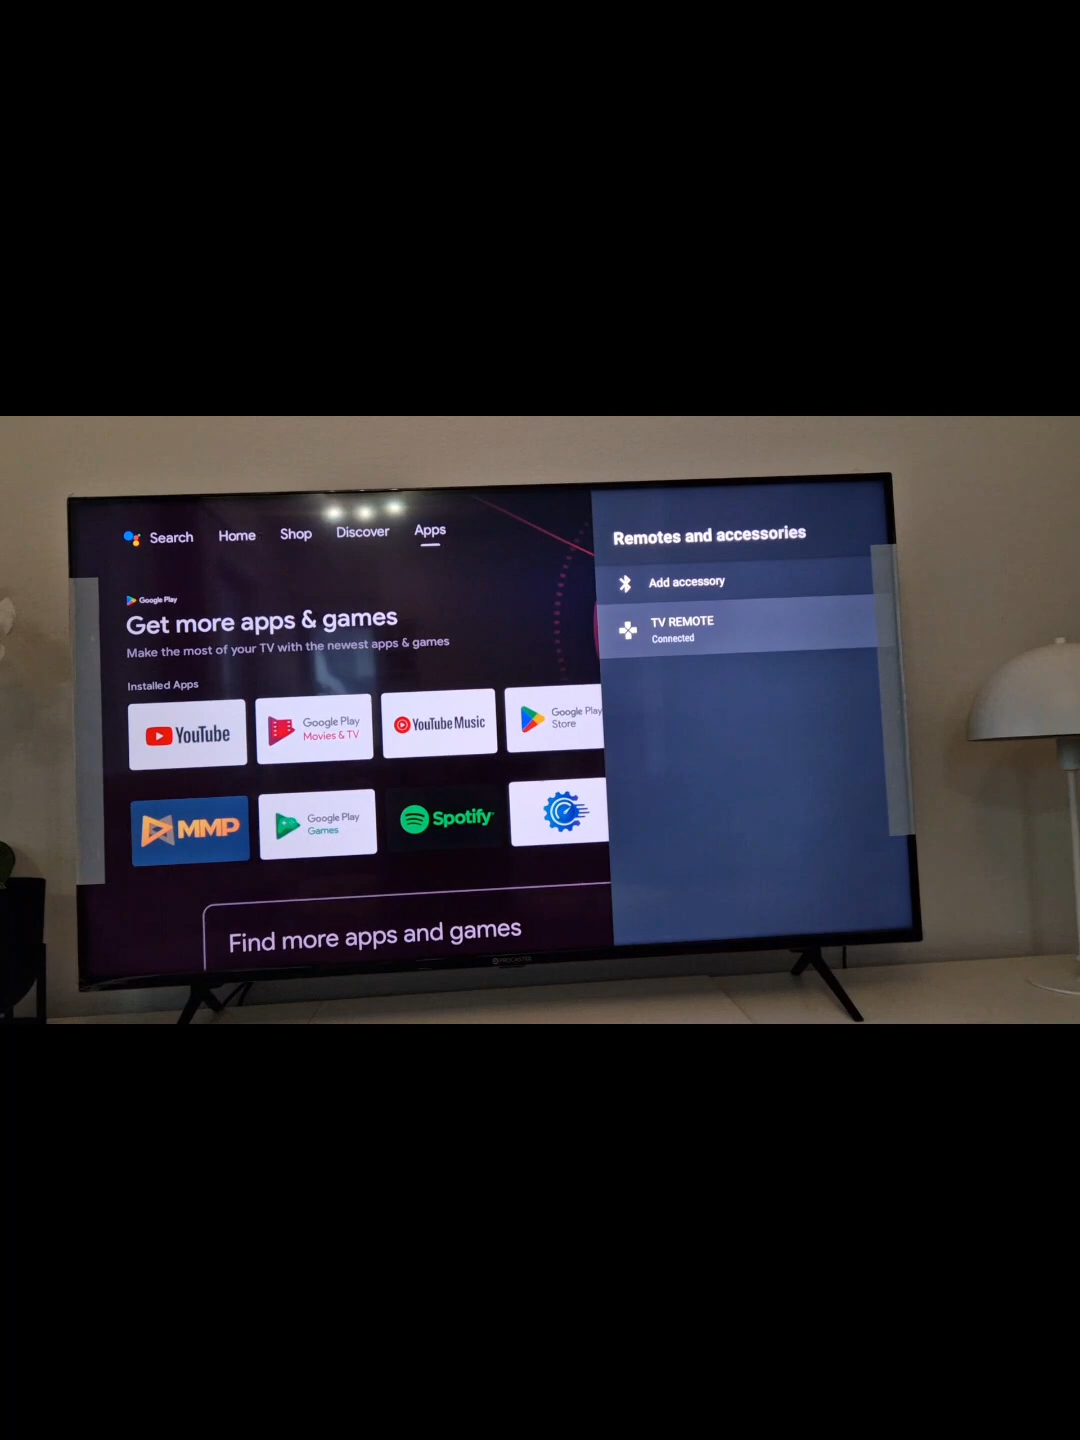 Search Home Shop Discover Apps
Google Play
Get more apps & games
Make the most of your TV with the newest apps & games
Installed Apps
YouTube
Google Play
Movies & TV
YouTube Music
Google Play
Store
MMP
Google Play
Games
Spotify
Find more apps and games
Remotes and accessories
Add accessory
TV REMOTE
Connected
PROCASTER